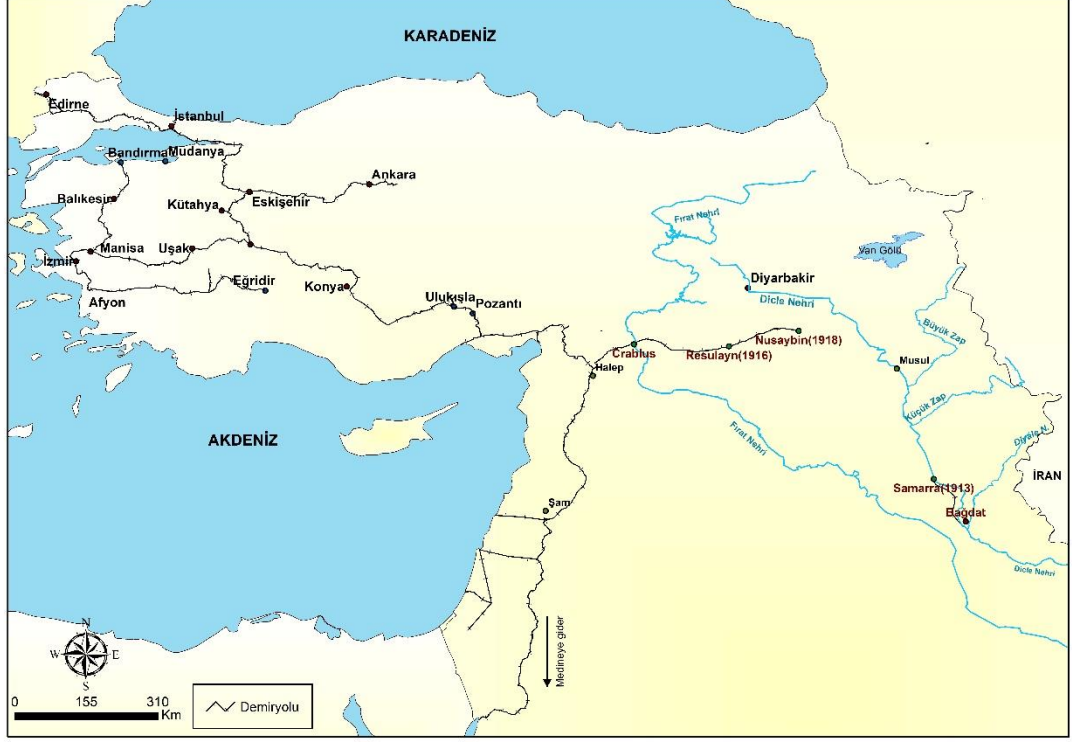 KARADENİZ
Edirne
İstanbul
Bandırma
Mudanya
Ankara
Balıkesir
Kütahya
Eskişehir
Fırat Nehri
Van Gölü
Manisa
Uşak
İzmir
Diyarbakir
Eğridir
Konya
Afyon
Ulukışla
Pozantı
Dicle Nehri
Büyük Zap
Nusaybin(1918)
Crablus
Resulayn(1916)
Musul
Halep
Küçük Zap
AKDENİZ
Fırat Nehri
Diyale N.
İRAN
Samarra(1913)
Şam
Bağdat
Dicle Nehri
Medineye gider
N
W E
S
0 155 310
Km
Demiryolu